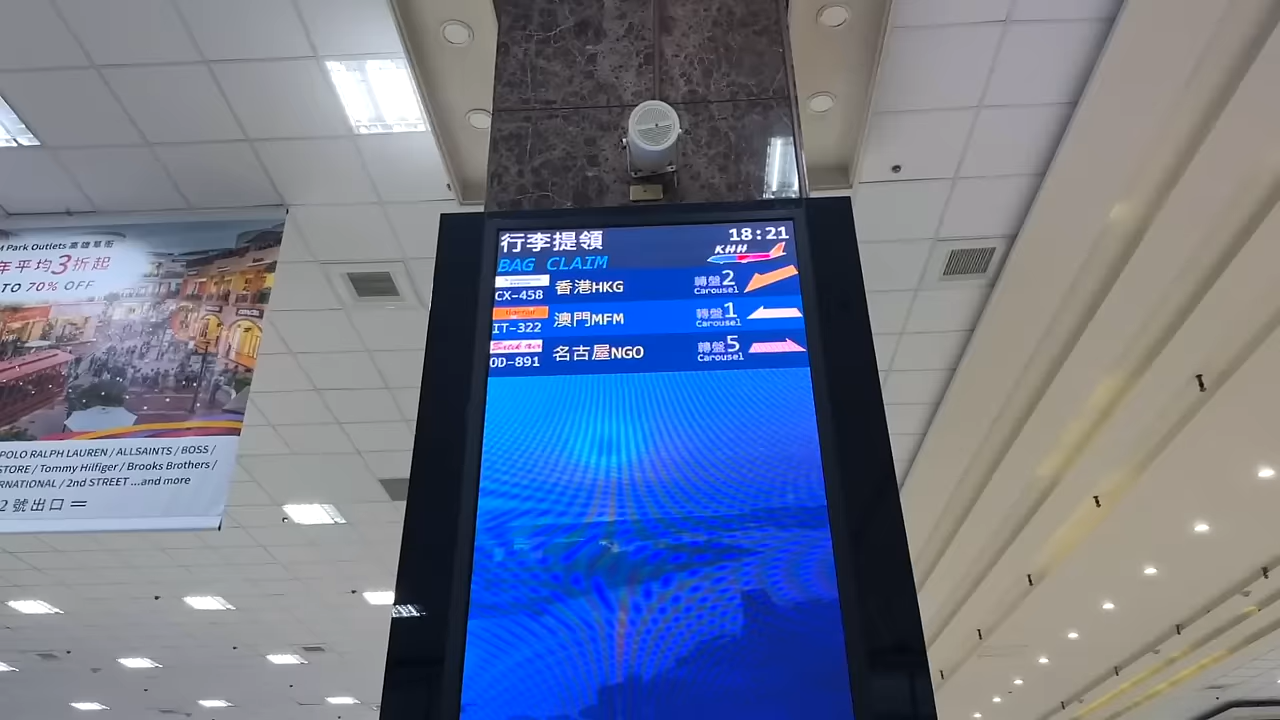 M Park Outlets 高雄草衙
年平均3折起
TO 70% OFF
POLO RALPH LAUREN / ALLSAINTS / BOSS /
STORE / Tommy Hilfiger / Brooks Brothers /
RNATIONAL / 2nd STREET ...and more
2 號出口
行李提領
18:21
BAG CLAIM
KHH
CX-458 香港HKG 轉盤2 Carousel
tigerair
IT-322 澳門MFM 轉盤1 Carousel
Batik Air
OD-891 名古屋NGO 轉盤5 Carousel